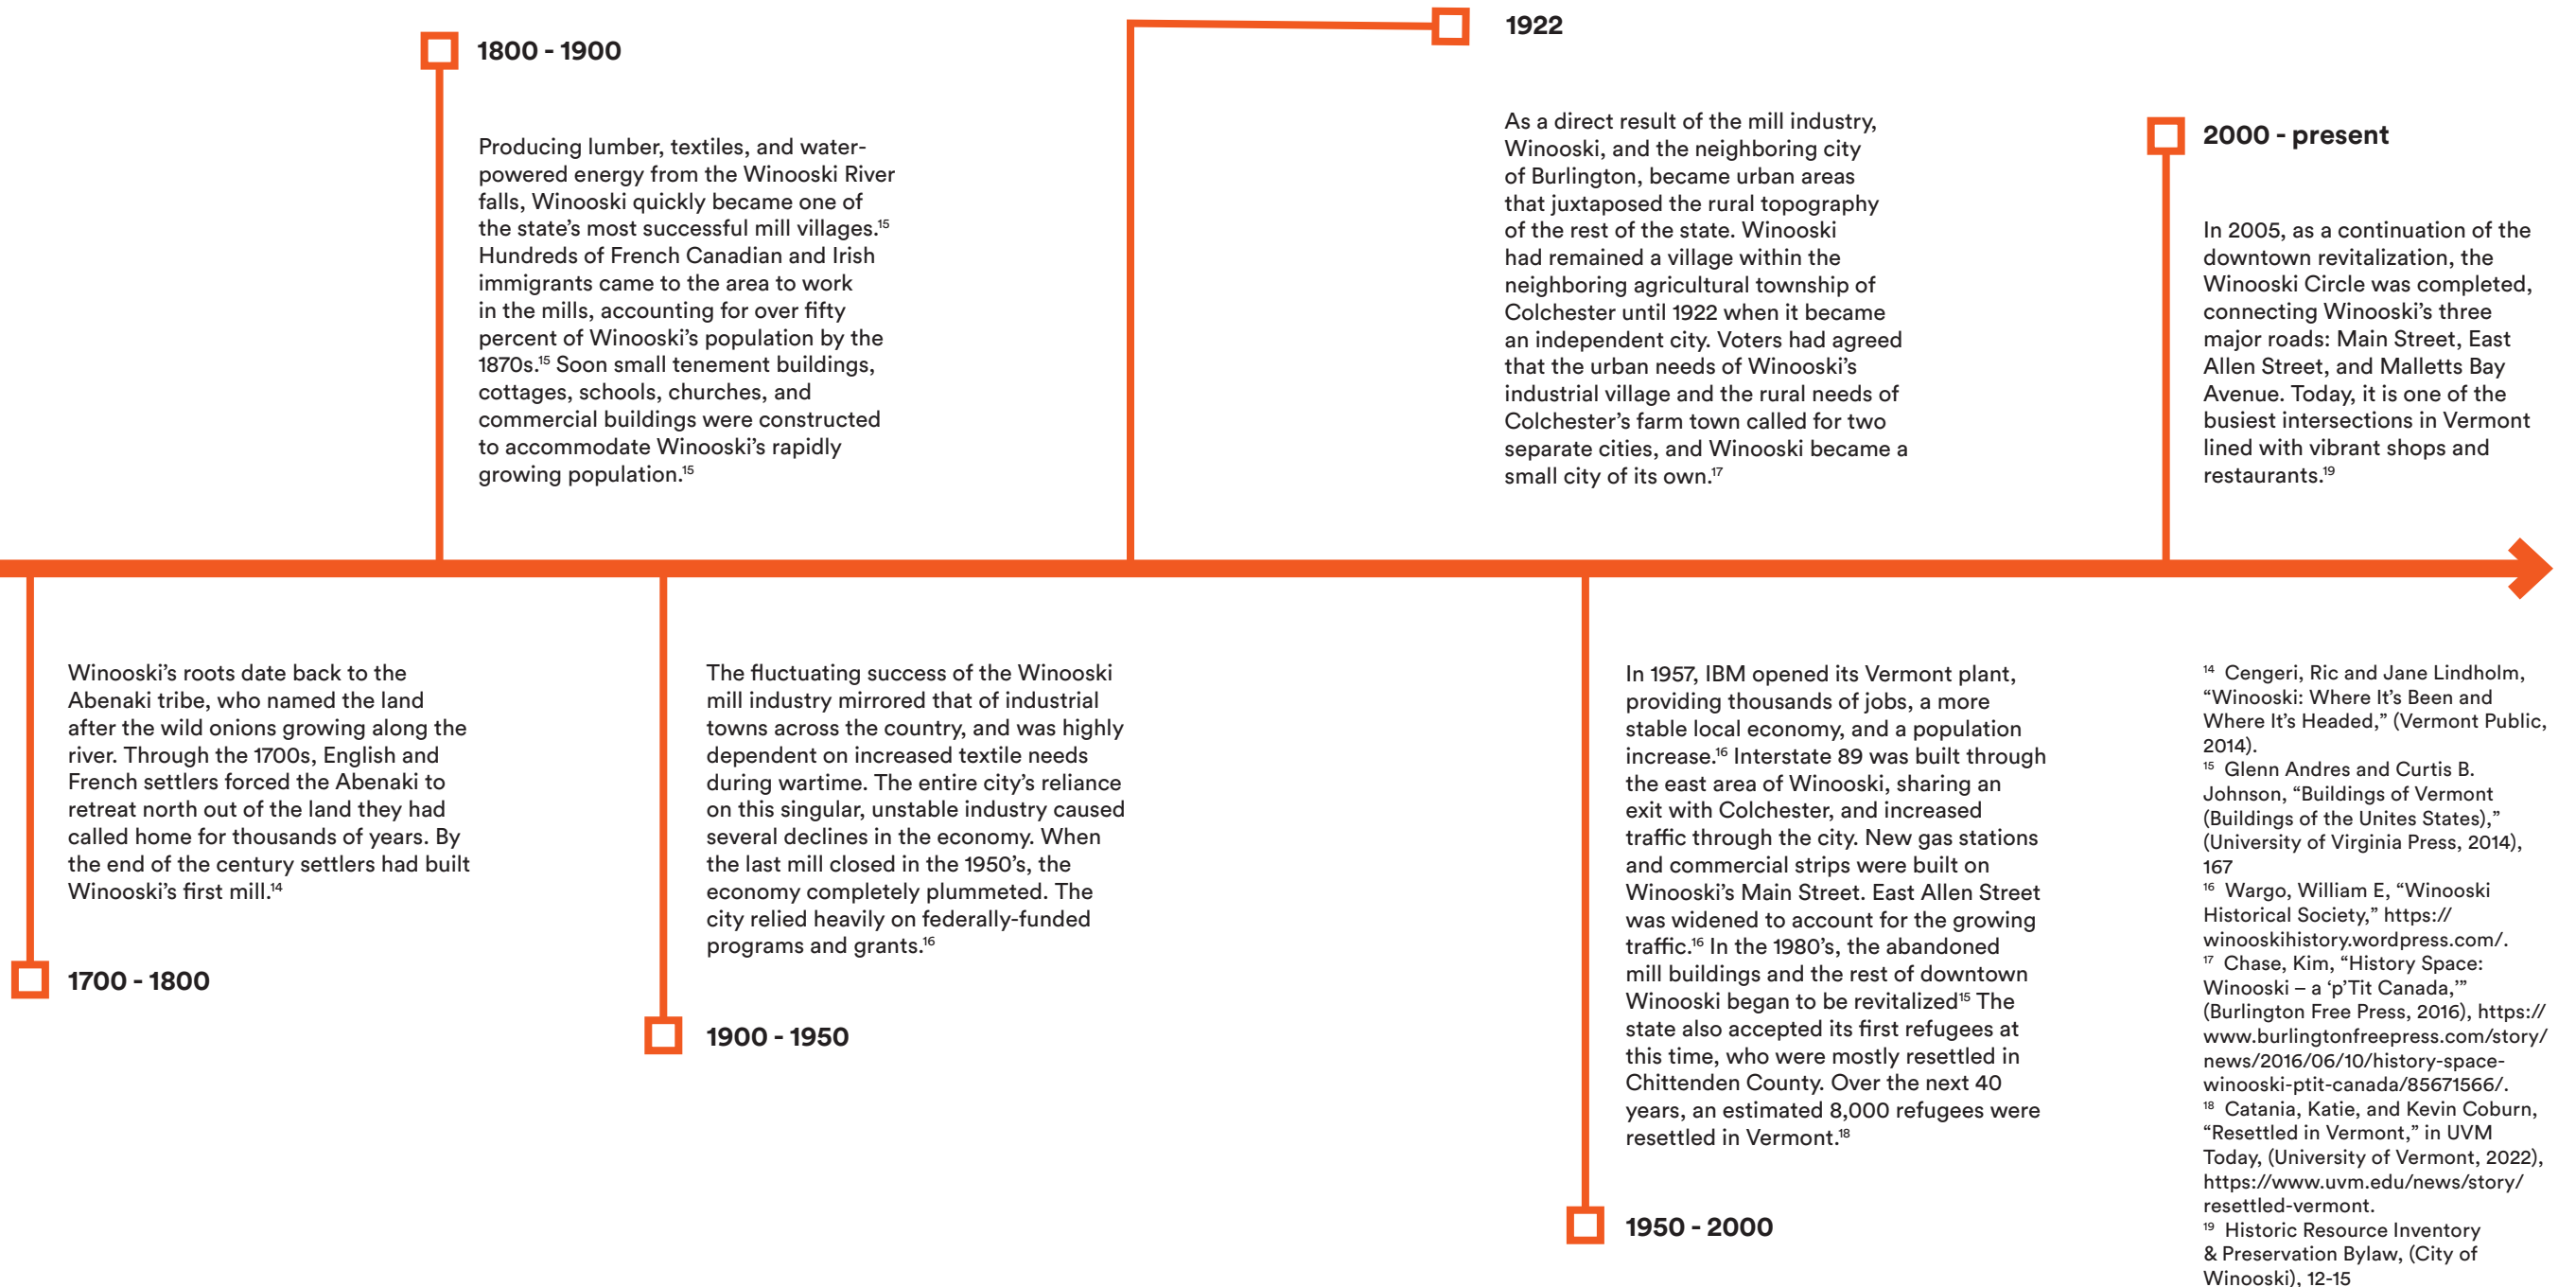 1700 - 1800
Winooski’s roots date back to the
Abenaki tribe, who named the land
after the wild onions growing along the
river. Through the 1700s, English and
French settlers forced the Abenaki to
retreat north out of the land they had
called home for thousands of years. By
the end of the century settlers had built
Winooski’s first mill.¹⁴
1800 - 1900
Producing lumber, textiles, and water-
powered energy from the Winooski River
falls, Winooski quickly became one of
the state’s most successful mill villages.¹⁵
Hundreds of French Canadian and Irish
immigrants came to the area to work
in the mills, accounting for over fifty
percent of Winooski’s population by the
1870s.¹⁵ Soon small tenement buildings,
cottages, schools, churches, and
commercial buildings were constructed
to accommodate Winooski’s rapidly
growing population.¹⁵
1900 - 1950
The fluctuating success of the Winooski
mill industry mirrored that of industrial
towns across the country, and was highly
dependent on increased textile needs
during wartime. The entire city’s reliance
on this singular, unstable industry caused
several declines in the economy. When
the last mill closed in the 1950’s, the
economy completely plummeted. The
city relied heavily on federally-funded
programs and grants.¹⁶
1922
As a direct result of the mill industry,
Winooski, and the neighboring city
of Burlington, became urban areas
that juxtaposed the rural topography
of the rest of the state. Winooski
had remained a village within the
neighboring agricultural township of
Colchester until 1922 when it became
an independent city. Voters had agreed
that the urban needs of Winooski’s
industrial village and the rural needs of
Colchester’s farm town called for two
separate cities, and Winooski became a
small city of its own.¹⁷
1950 - 2000
In 1957, IBM opened its Vermont plant,
providing thousands of jobs, a more
stable local economy, and a population
increase.¹⁶ Interstate 89 was built through
the east area of Winooski, sharing an
exit with Colchester, and increased
traffic through the city. New gas stations
and commercial strips were built on
Winooski’s Main Street. East Allen Street
was widened to account for the growing
traffic.¹⁶ In the 1980’s, the abandoned
mill buildings and the rest of downtown
Winooski began to be revitalized¹⁵ The
state also accepted its first refugees at
this time, who were mostly resettled in
Chittenden County. Over the next 40
years, an estimated 8,000 refugees were
resettled in Vermont.¹⁸
2000 - present
In 2005, as a continuation of the
downtown revitalization, the
Winooski Circle was completed,
connecting Winooski’s three
major roads: Main Street, East
Allen Street, and Malletts Bay
Avenue. Today, it is one of the
busiest intersections in Vermont
lined with vibrant shops and
restaurants.¹⁹
¹⁴ Cengeri, Ric and Jane Lindholm,
“Winooski: Where It’s Been and
Where It’s Headed,” (Vermont Public,
2014).
¹⁵ Glenn Andres and Curtis B.
Johnson, “Buildings of Vermont
(Buildings of the Unites States),”
(University of Virginia Press, 2014),
167
¹⁶ Wargo, William E, “Winooski
Historical Society,” https://
winooskihistory.wordpress.com/.
¹⁷ Chase, Kim, “History Space:
Winooski – a ‘p’Tit Canada,’”
(Burlington Free Press, 2016), https://
www.burlingtonfreepress.com/story/
news/2016/06/10/history-space-
winooski-ptit-canada/85671566/.
¹⁸ Catania, Katie, and Kevin Coburn,
“Resettled in Vermont,” in UVM
Today, (University of Vermont, 2022),
https://www.uvm.edu/news/story/
resettled-vermont.
¹⁹ Historic Resource Inventory
& Preservation Bylaw, (City of
Winooski), 12-15